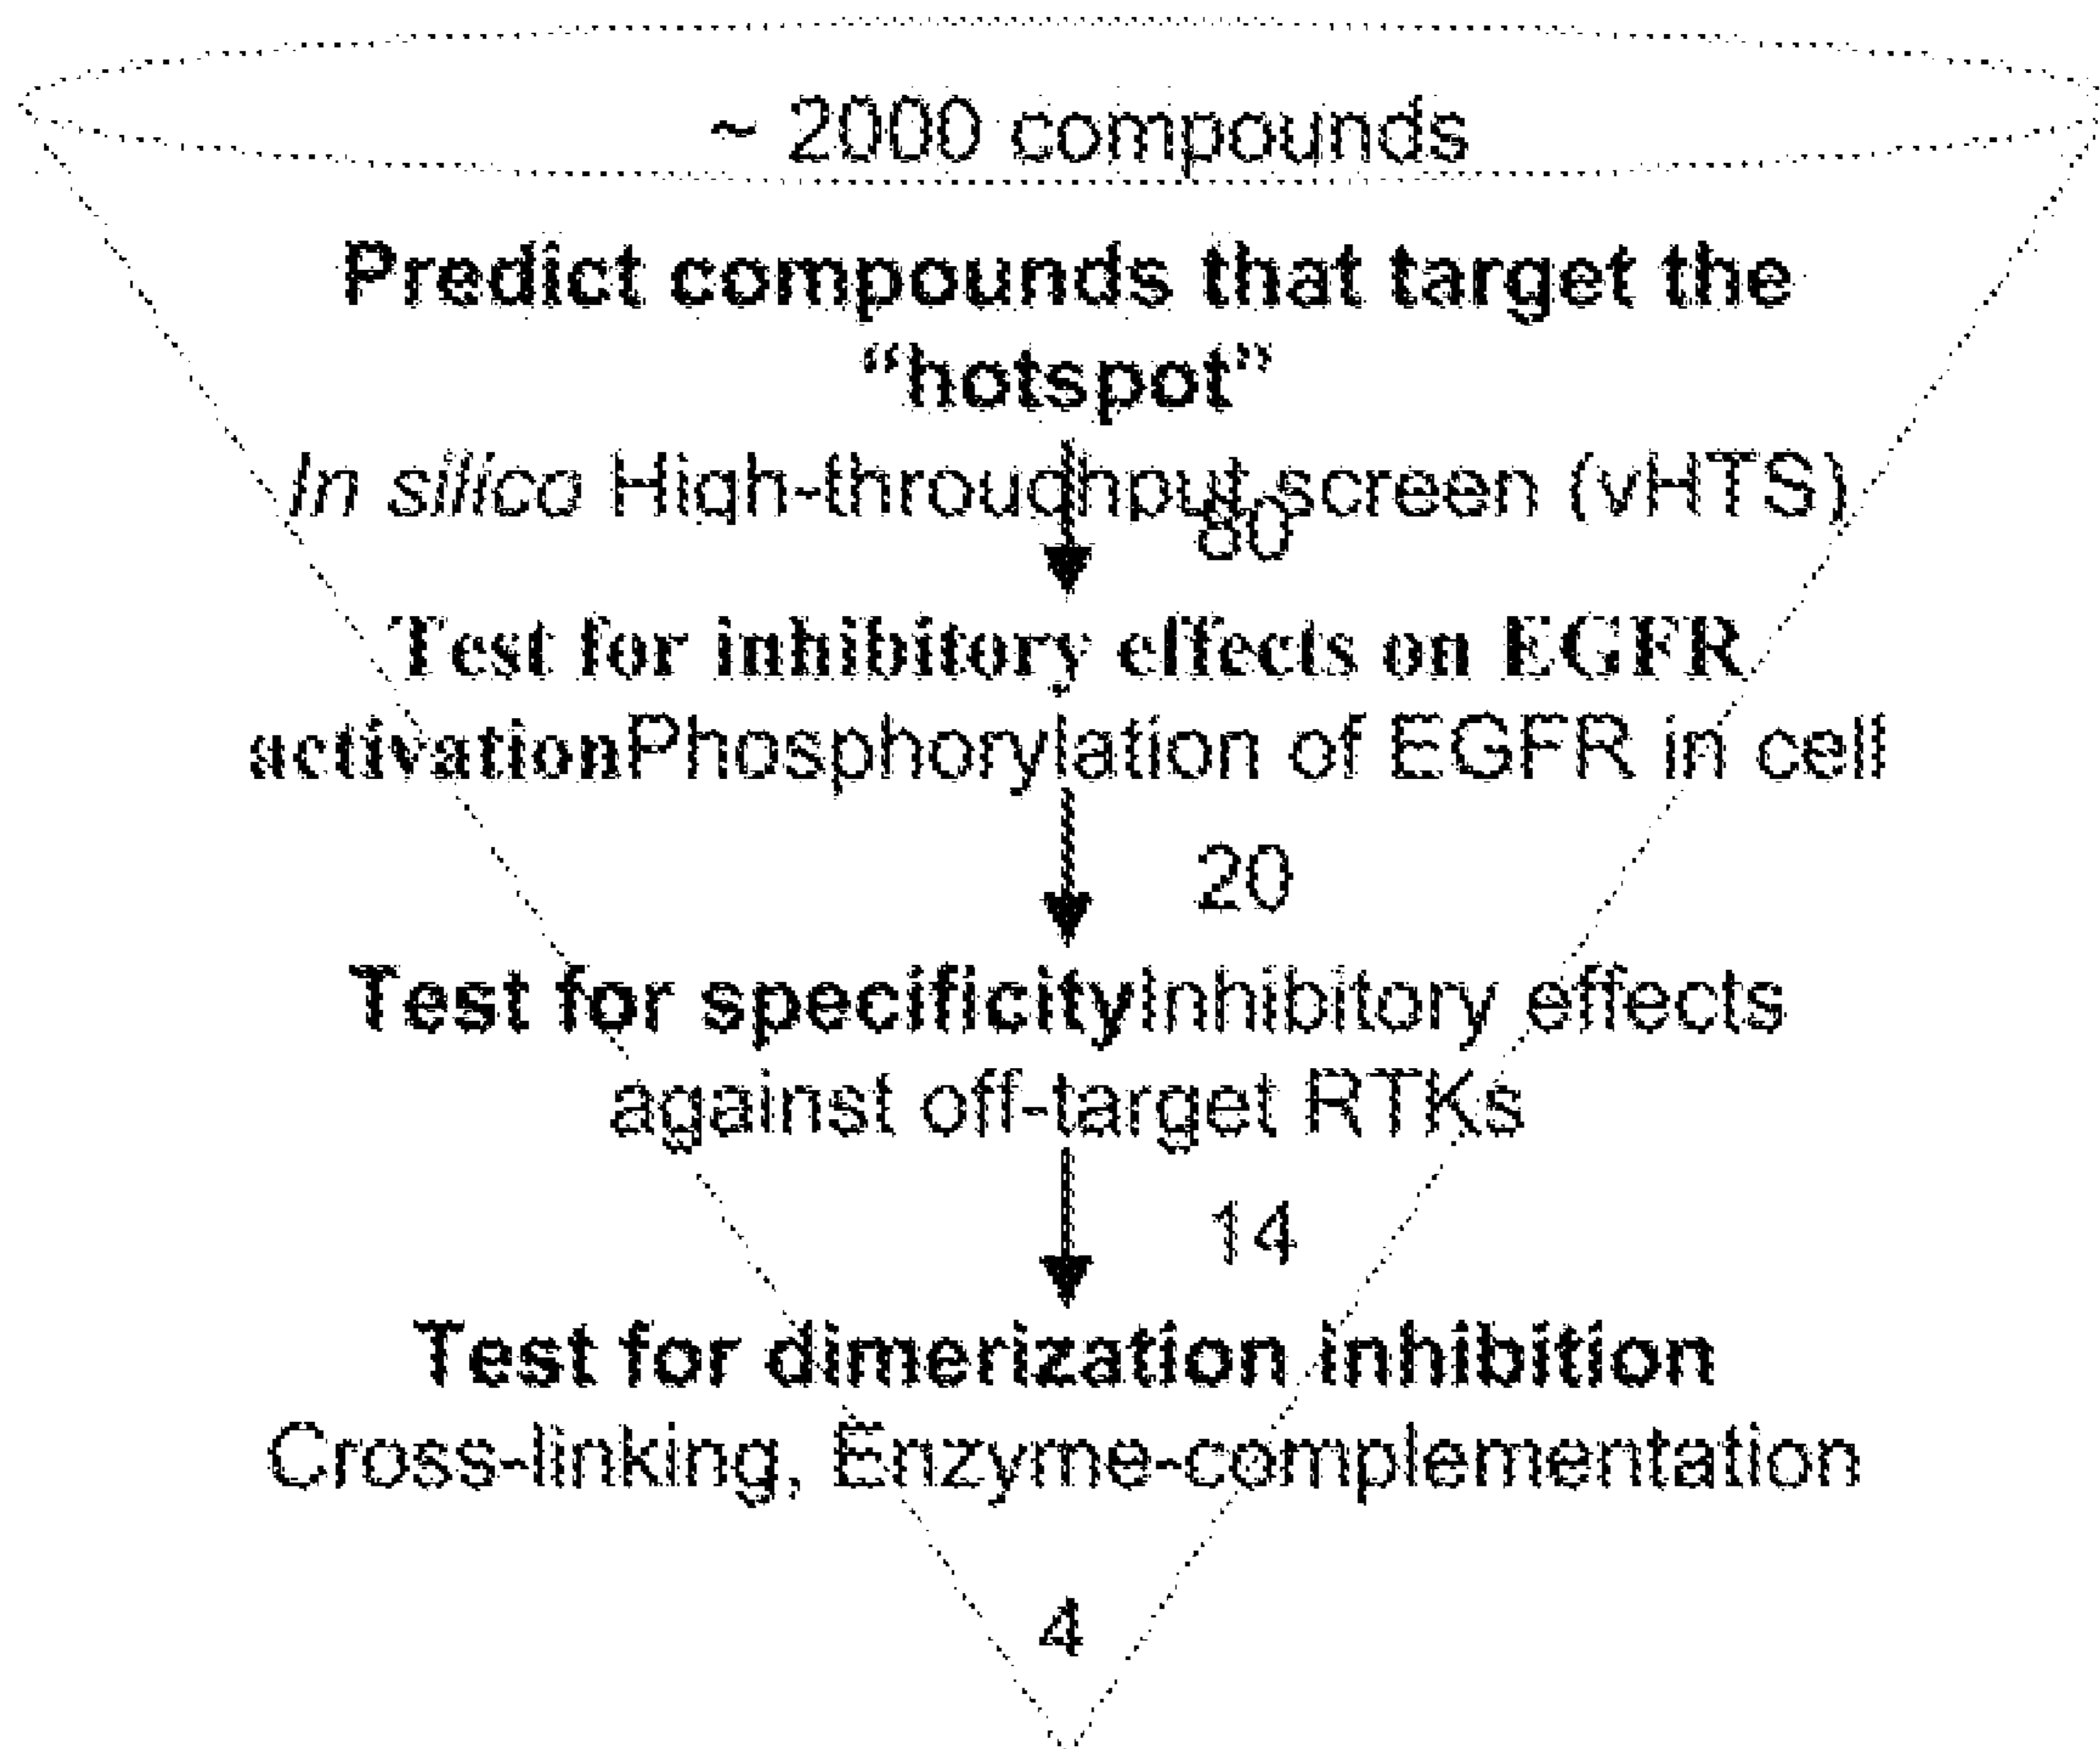 ~ 2000 compounds
Predict compounds that target the
“hotspot”
In silico High-throughput screen (vHTS)
80
Test for inhibitory effects on EGFR
activationPhosphorylation of EGFR in cell
20
Test for specificityInhibitory effects
against off-target RTKs
14
Test for dimerization inhibition
Cross-linking, Enzyme-complementation
4